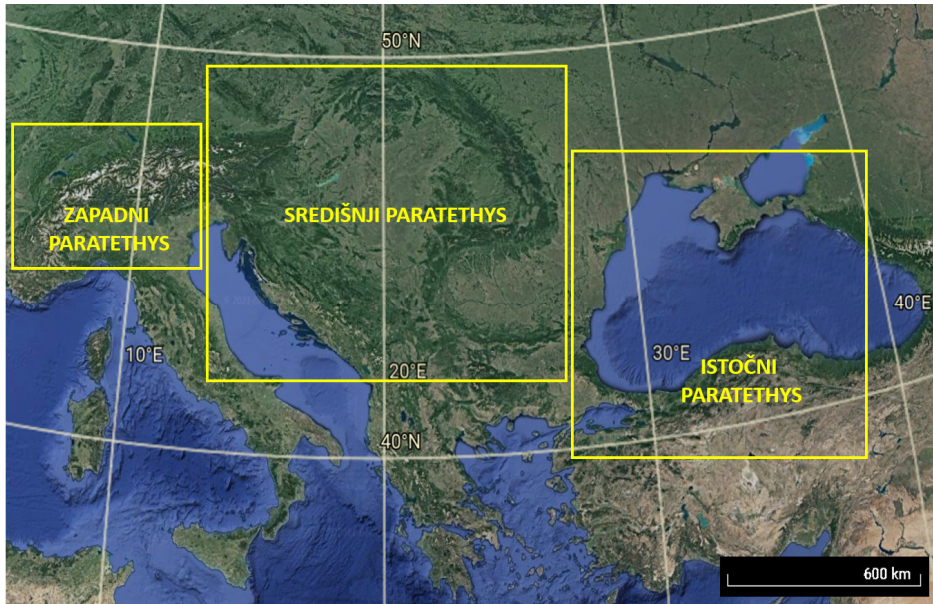 50°N
ZAPADNI
PARATETHYS
SREDIŠNJI PARATETHYS
40°E
10°E
30°E
20°E
ISTOČNI
PARATETHYS
40°N
600 km